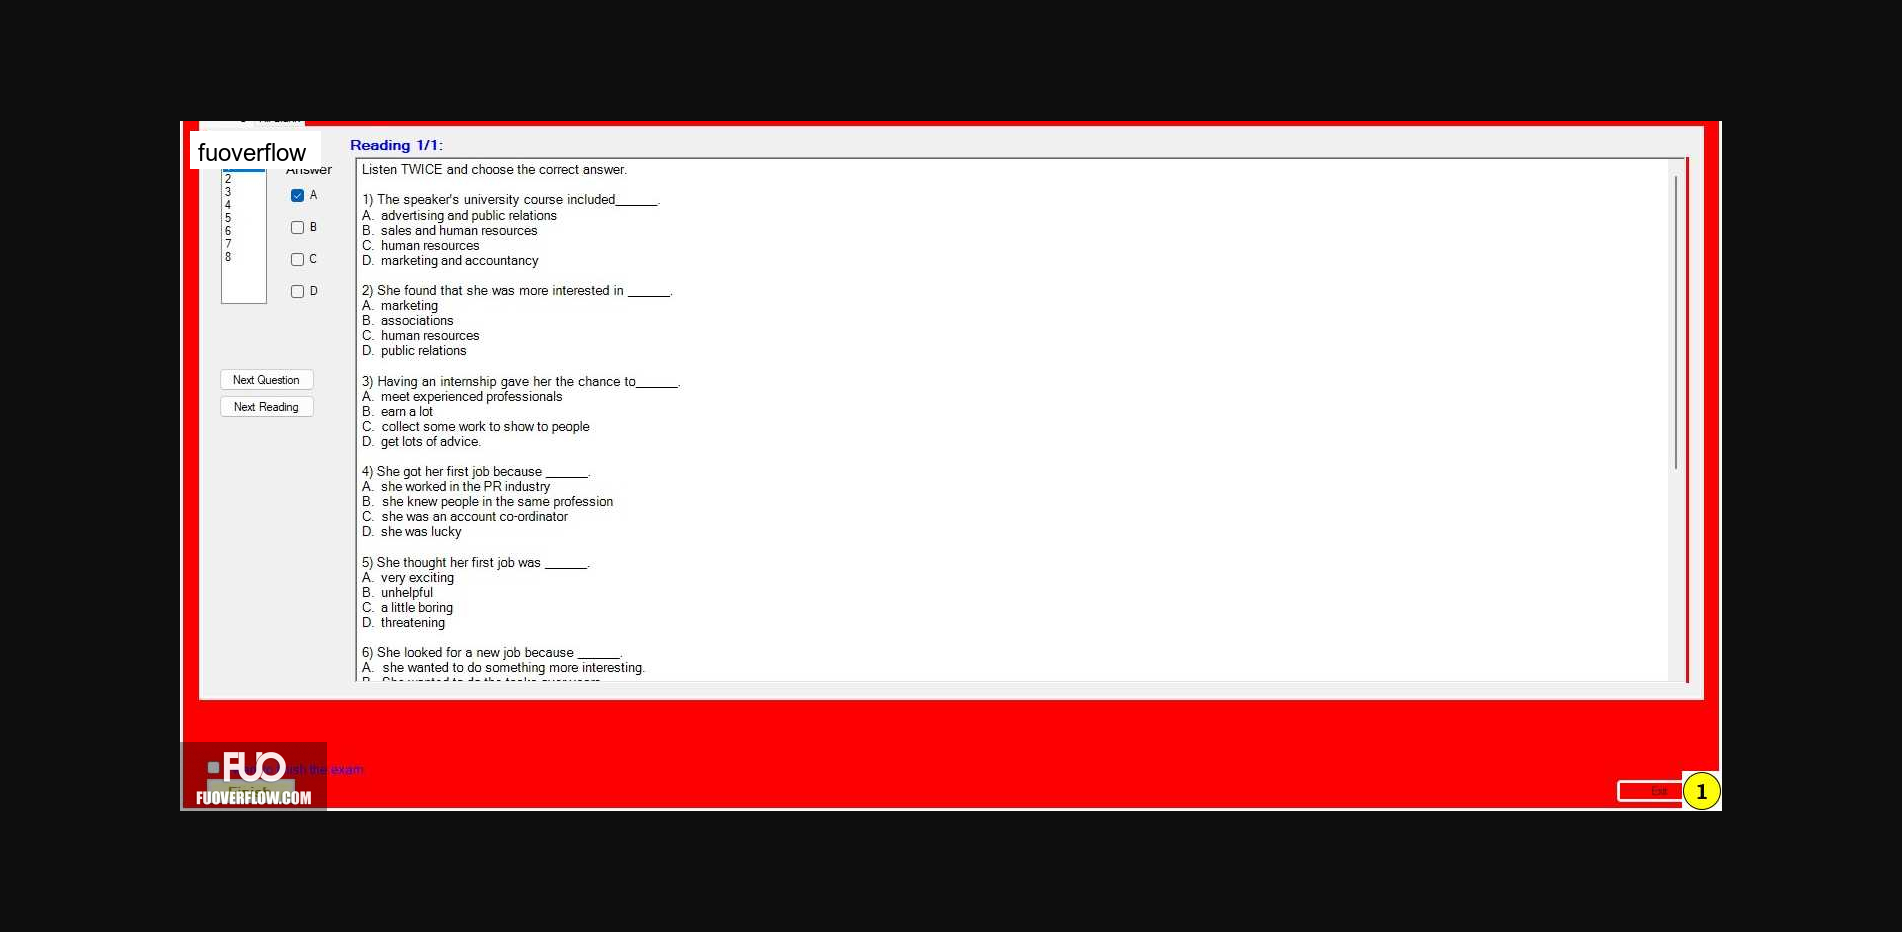 fuoverflow
Reading 1/1:
Answer
2
3
4
5
6
7
8
A
B
C
D
Next Question
Next Reading
Listen TWICE and choose the correct answer.
1) The speaker's university course included______.
A. advertising and public relations
B. sales and human resources
C. human resources
D. marketing and accountancy
2) She found that she was more interested in ______.
A. marketing
B. associations
C. human resources
D. public relations
3) Having an internship gave her the chance to______.
A. meet experienced professionals
B. earn a lot
C. collect some work to show to people
D. get lots of advice.
4) She got her first job because ______.
A. she worked in the PR industry
B. she knew people in the same profession
C. she was an account co-ordinator
D. she was lucky
5) She thought her first job was ______.
A. very exciting
B. unhelpful
C. a little boring
D. threatening
6) She looked for a new job because ______.
A. she wanted to do something more interesting.
the exam
FUO
FUOVERFLOW.COM
Exit
1